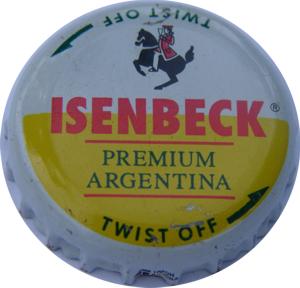 TWIST OFF
ISENBECK®
PREMIUM
ARGENTINA
TWIST OFF